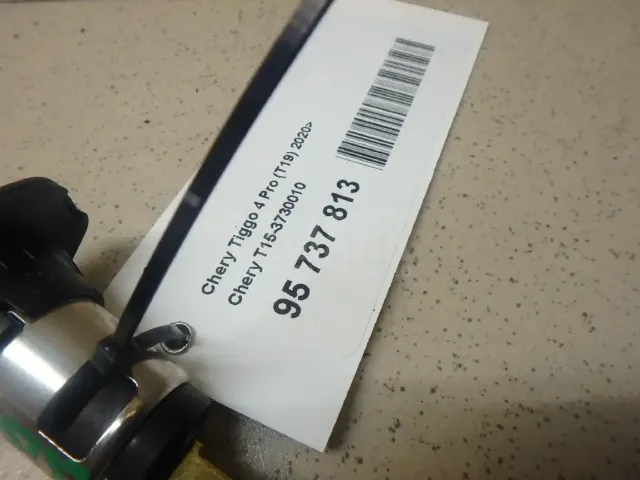 Chery Tiggo 4 Pro (T19) 2020>
Chery T15-3730010
95 737 813